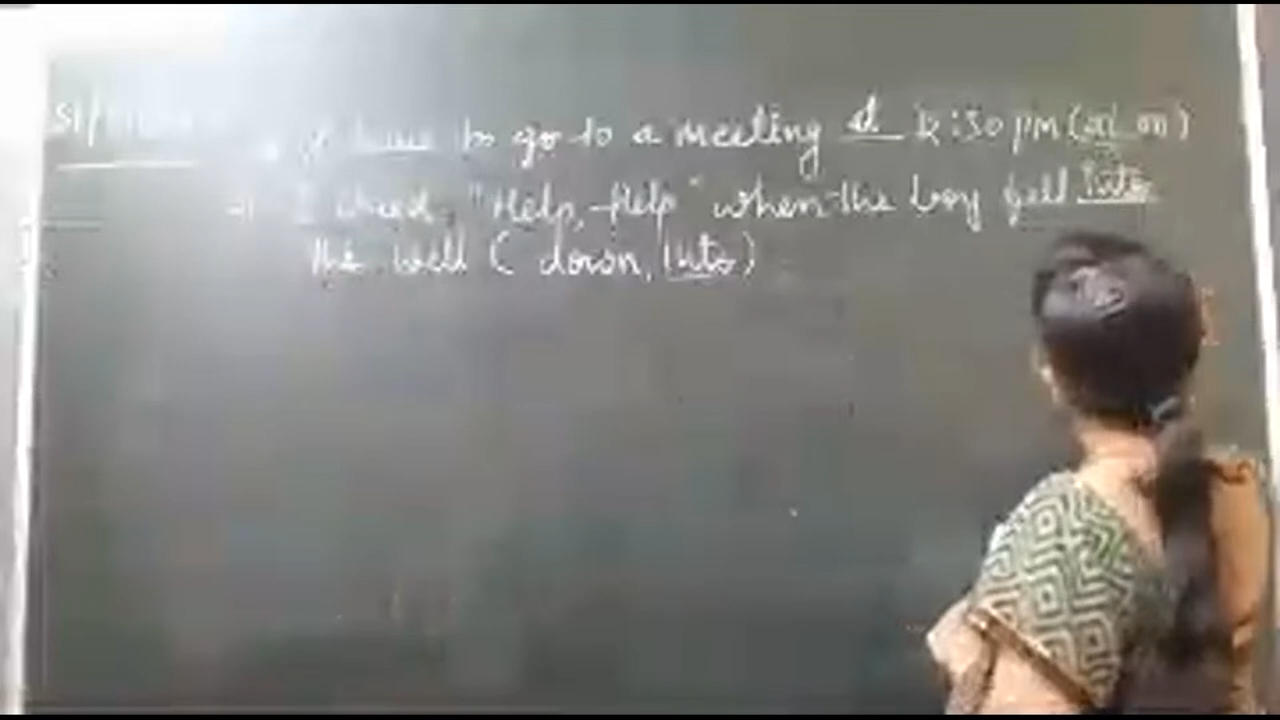 I have to go to a meeting at :30 pm (at on)
I cried, "Help, Help" when the boy fell into
the well (down, into)